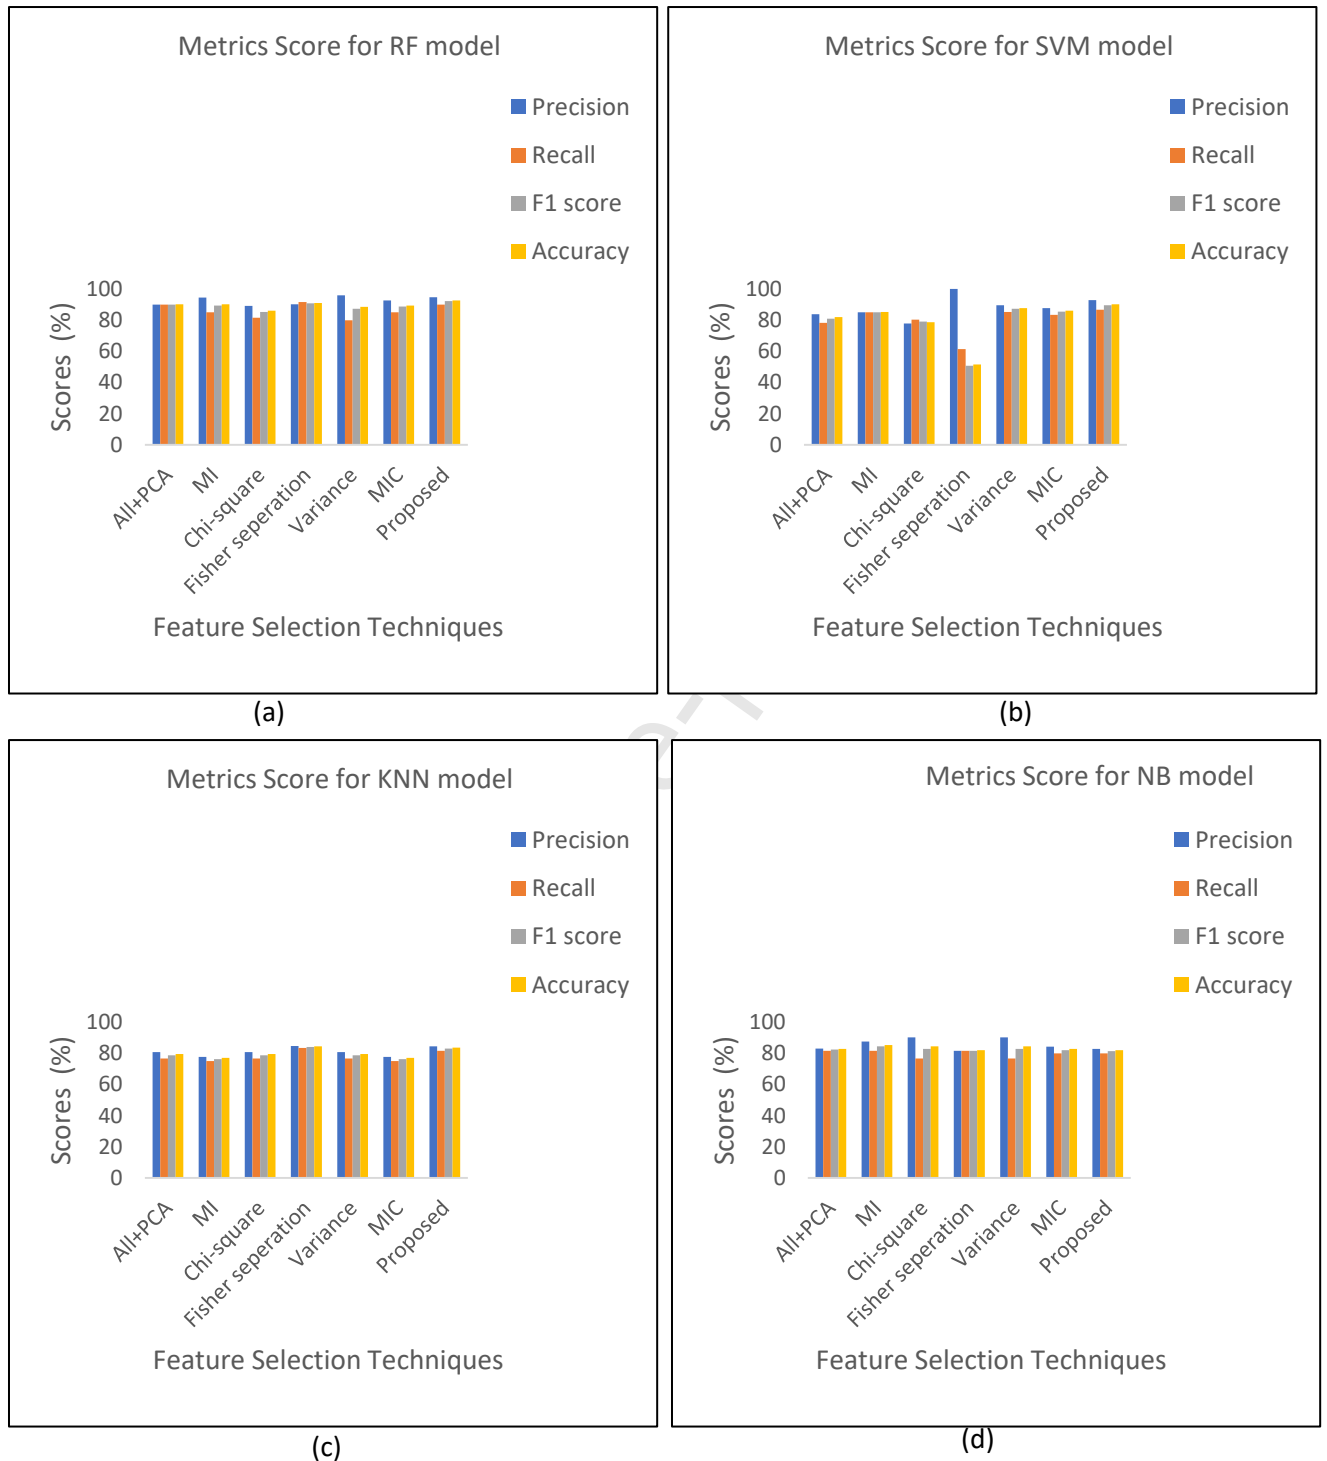 Metrics Score for RF model
Precision
Recall
F1 score
Accuracy
100
80
60
40
20
0
Scores (%)
All+PCA
MI
Chi-square
Fisher seperation
Variance
MIC
Proposed
Feature Selection Techniques
(a)
Metrics Score for SVM model
Precision
Recall
F1 score
Accuracy
100
80
60
40
20
0
Scores (%)
All+PCA
MI
Chi-square
Fisher seperation
Variance
MIC
Proposed
Feature Selection Techniques
(b)
Metrics Score for KNN model
Precision
Recall
F1 score
Accuracy
100
80
60
40
20
0
Scores (%)
All+PCA
MI
Chi-square
Fisher seperation
Variance
MIC
Proposed
Feature Selection Techniques
(c)
Metrics Score for NB model
Precision
Recall
F1 score
Accuracy
100
80
60
40
20
0
Scores (%)
All+PCA
MI
Chi-square
Fisher seperation
Variance
MIC
Proposed
Feature Selection Techniques
(d)